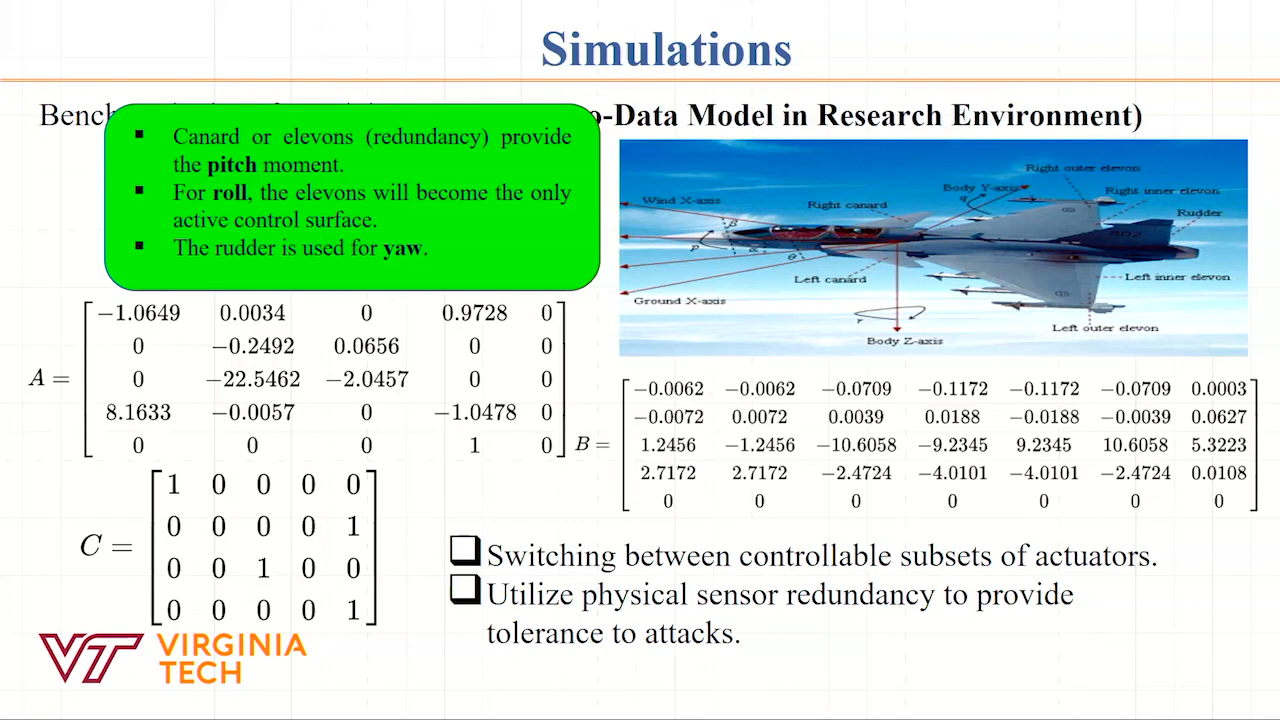 Simulations
Bench
o-Data Model in Research Environment)
▪ Canard or elevons (redundancy) provide
the pitch moment.
▪ For roll, the elevons will become the only
active control surface.
▪ The rudder is used for yaw.
Right outer elevon
Body Y-axis
Right inner elevon
Wind X-axis
Right canard
Rudder
β
q
p
α
θ
Left canard
Left inner elevon
Ground X-axis
r
Left outer elevon
Body Z-axis
A =
−1.0649 0.0034 0 0.9728 0
0 −0.2492 0.0656 0 0
0 −22.5462 −2.0457 0 0
8.1633 −0.0057 0 −1.0478 0
0 0 0 1 0
B =
−0.0062 −0.0062 −0.0709 −0.1172 −0.1172 −0.0709 0.0003
−0.0072 0.0072 0.0039 0.0188 −0.0188 −0.0039 0.0627
1.2456 −1.2456 −10.6058 −9.2345 9.2345 10.6058 5.3223
2.7172 2.7172 −2.4724 −4.0101 −4.0101 −2.4724 0.0108
0 0 0 0 0 0 0
C =
1 0 0 0 0
0 0 0 0 1
0 0 1 0 0
0 0 0 0 1
❑ Switching between controllable subsets of actuators.
❑ Utilize physical sensor redundancy to provide
tolerance to attacks.
VT VIRGINIA
TECH